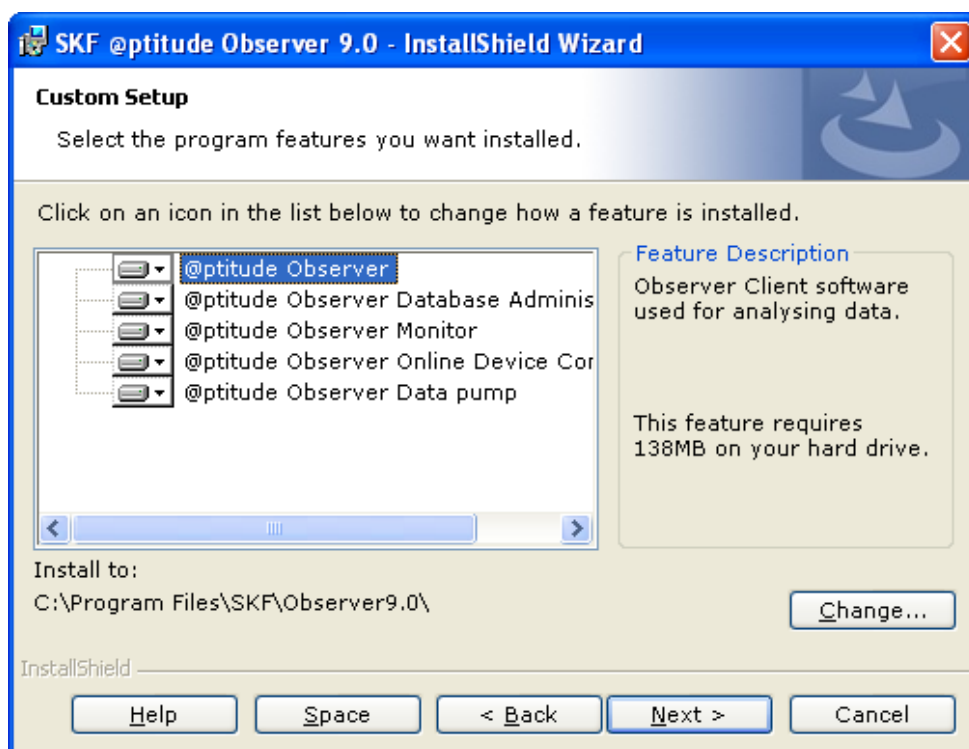 SKF @ptitude Observer 9.0 - InstallShield Wizard
Custom Setup
Select the program features you want installed.
Click on an icon in the list below to change how a feature is installed.
@ptitude Observer
@ptitude Observer Database Adminis
@ptitude Observer Monitor
@ptitude Observer Online Device Cor
@ptitude Observer Data pump
Feature Description
Observer Client software
used for analysing data.
This feature requires
138MB on your hard drive.
Install to:
C:\Program Files\SKF\Observer9.0\
Change...
InstallShield
Help
Space
< Back
Next >
Cancel